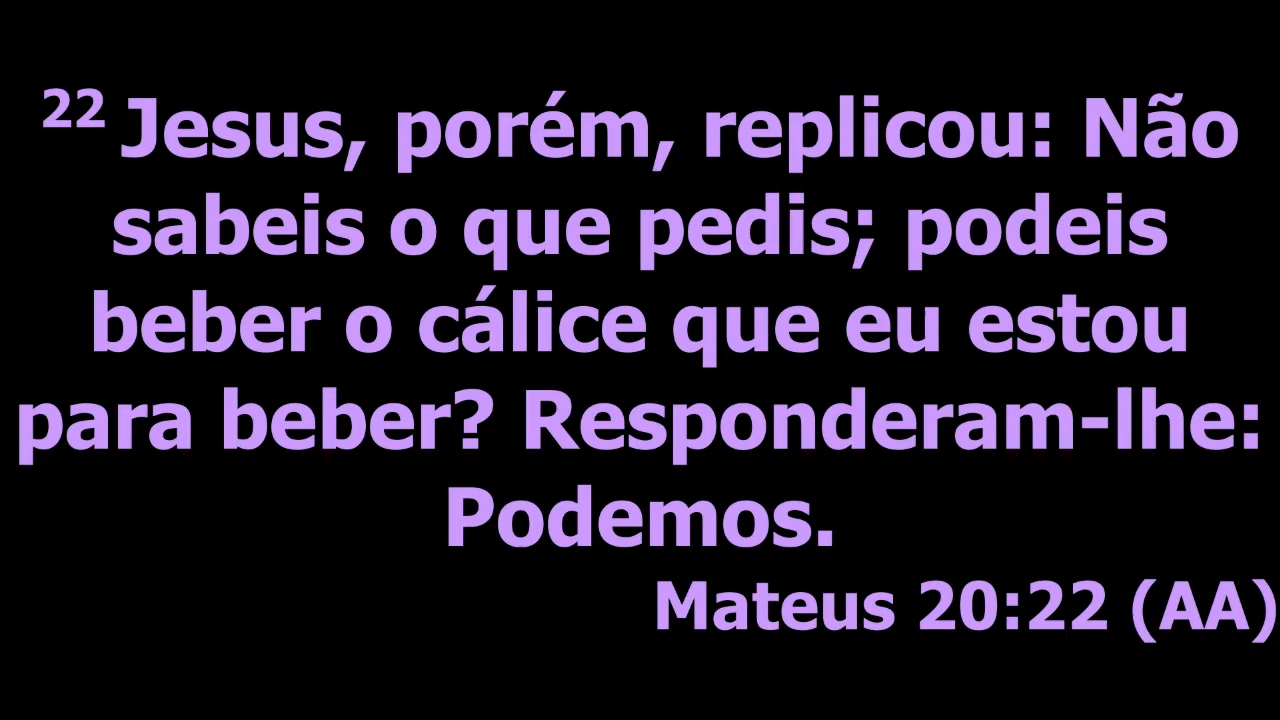 22 Jesus, porém, replicou: Não
sabeis o que pedis; podeis
beber o cálice que eu estou
para beber? Responderam-lhe:
Podemos.
Mateus 20:22 (AA)